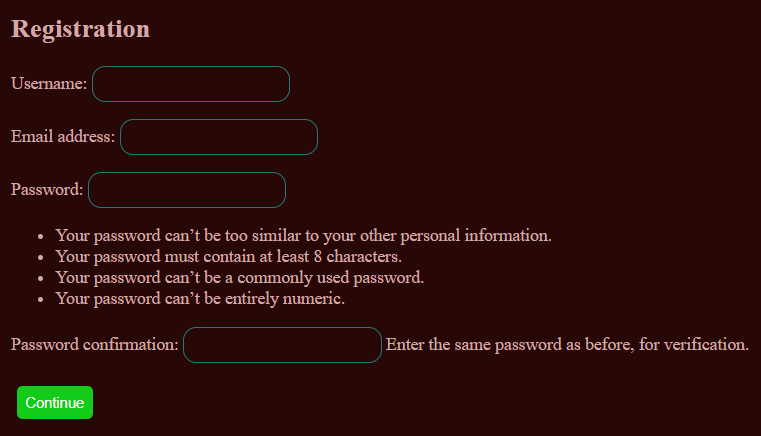 Registration
Username:
Email address:
Password:
Your password can’t be too similar to your other personal information.
Your password must contain at least 8 characters.
Your password can’t be a commonly used password.
Your password can’t be entirely numeric.
Password confirmation: Enter the same password as before, for verification.
Continue